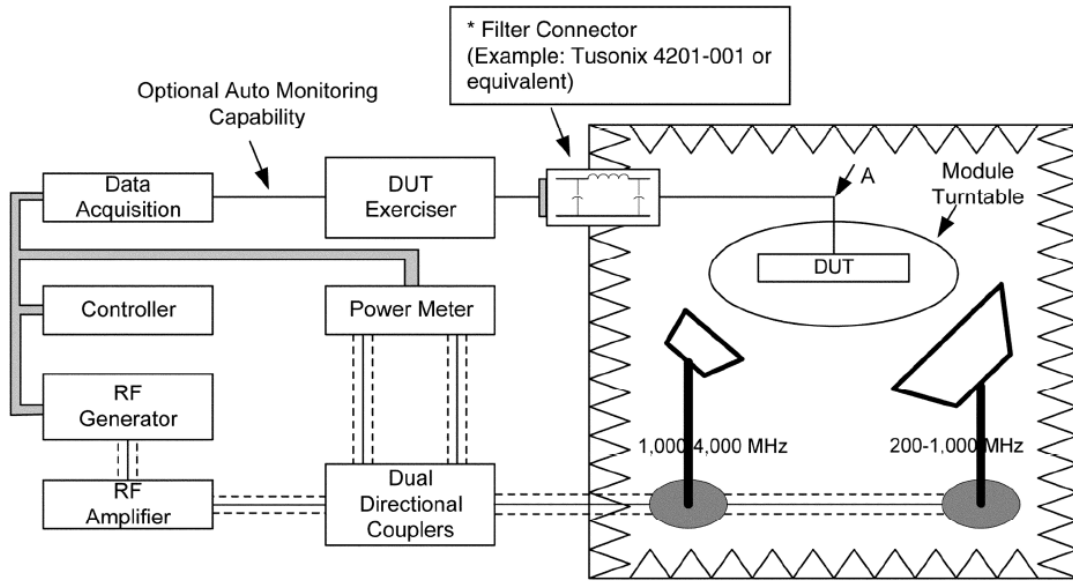 * Filter Connector
(Example: Tusonix 4201-001 or
equivalent)
Optional Auto Monitoring
Capability
Data
Acquisition
DUT
Exerciser
A
Module
Turntable
DUT
Controller
Power Meter
RF
Generator
1,000-4,000 MHz
200-1,000 MHz
RF
Amplifier
Dual
Directional
Couplers